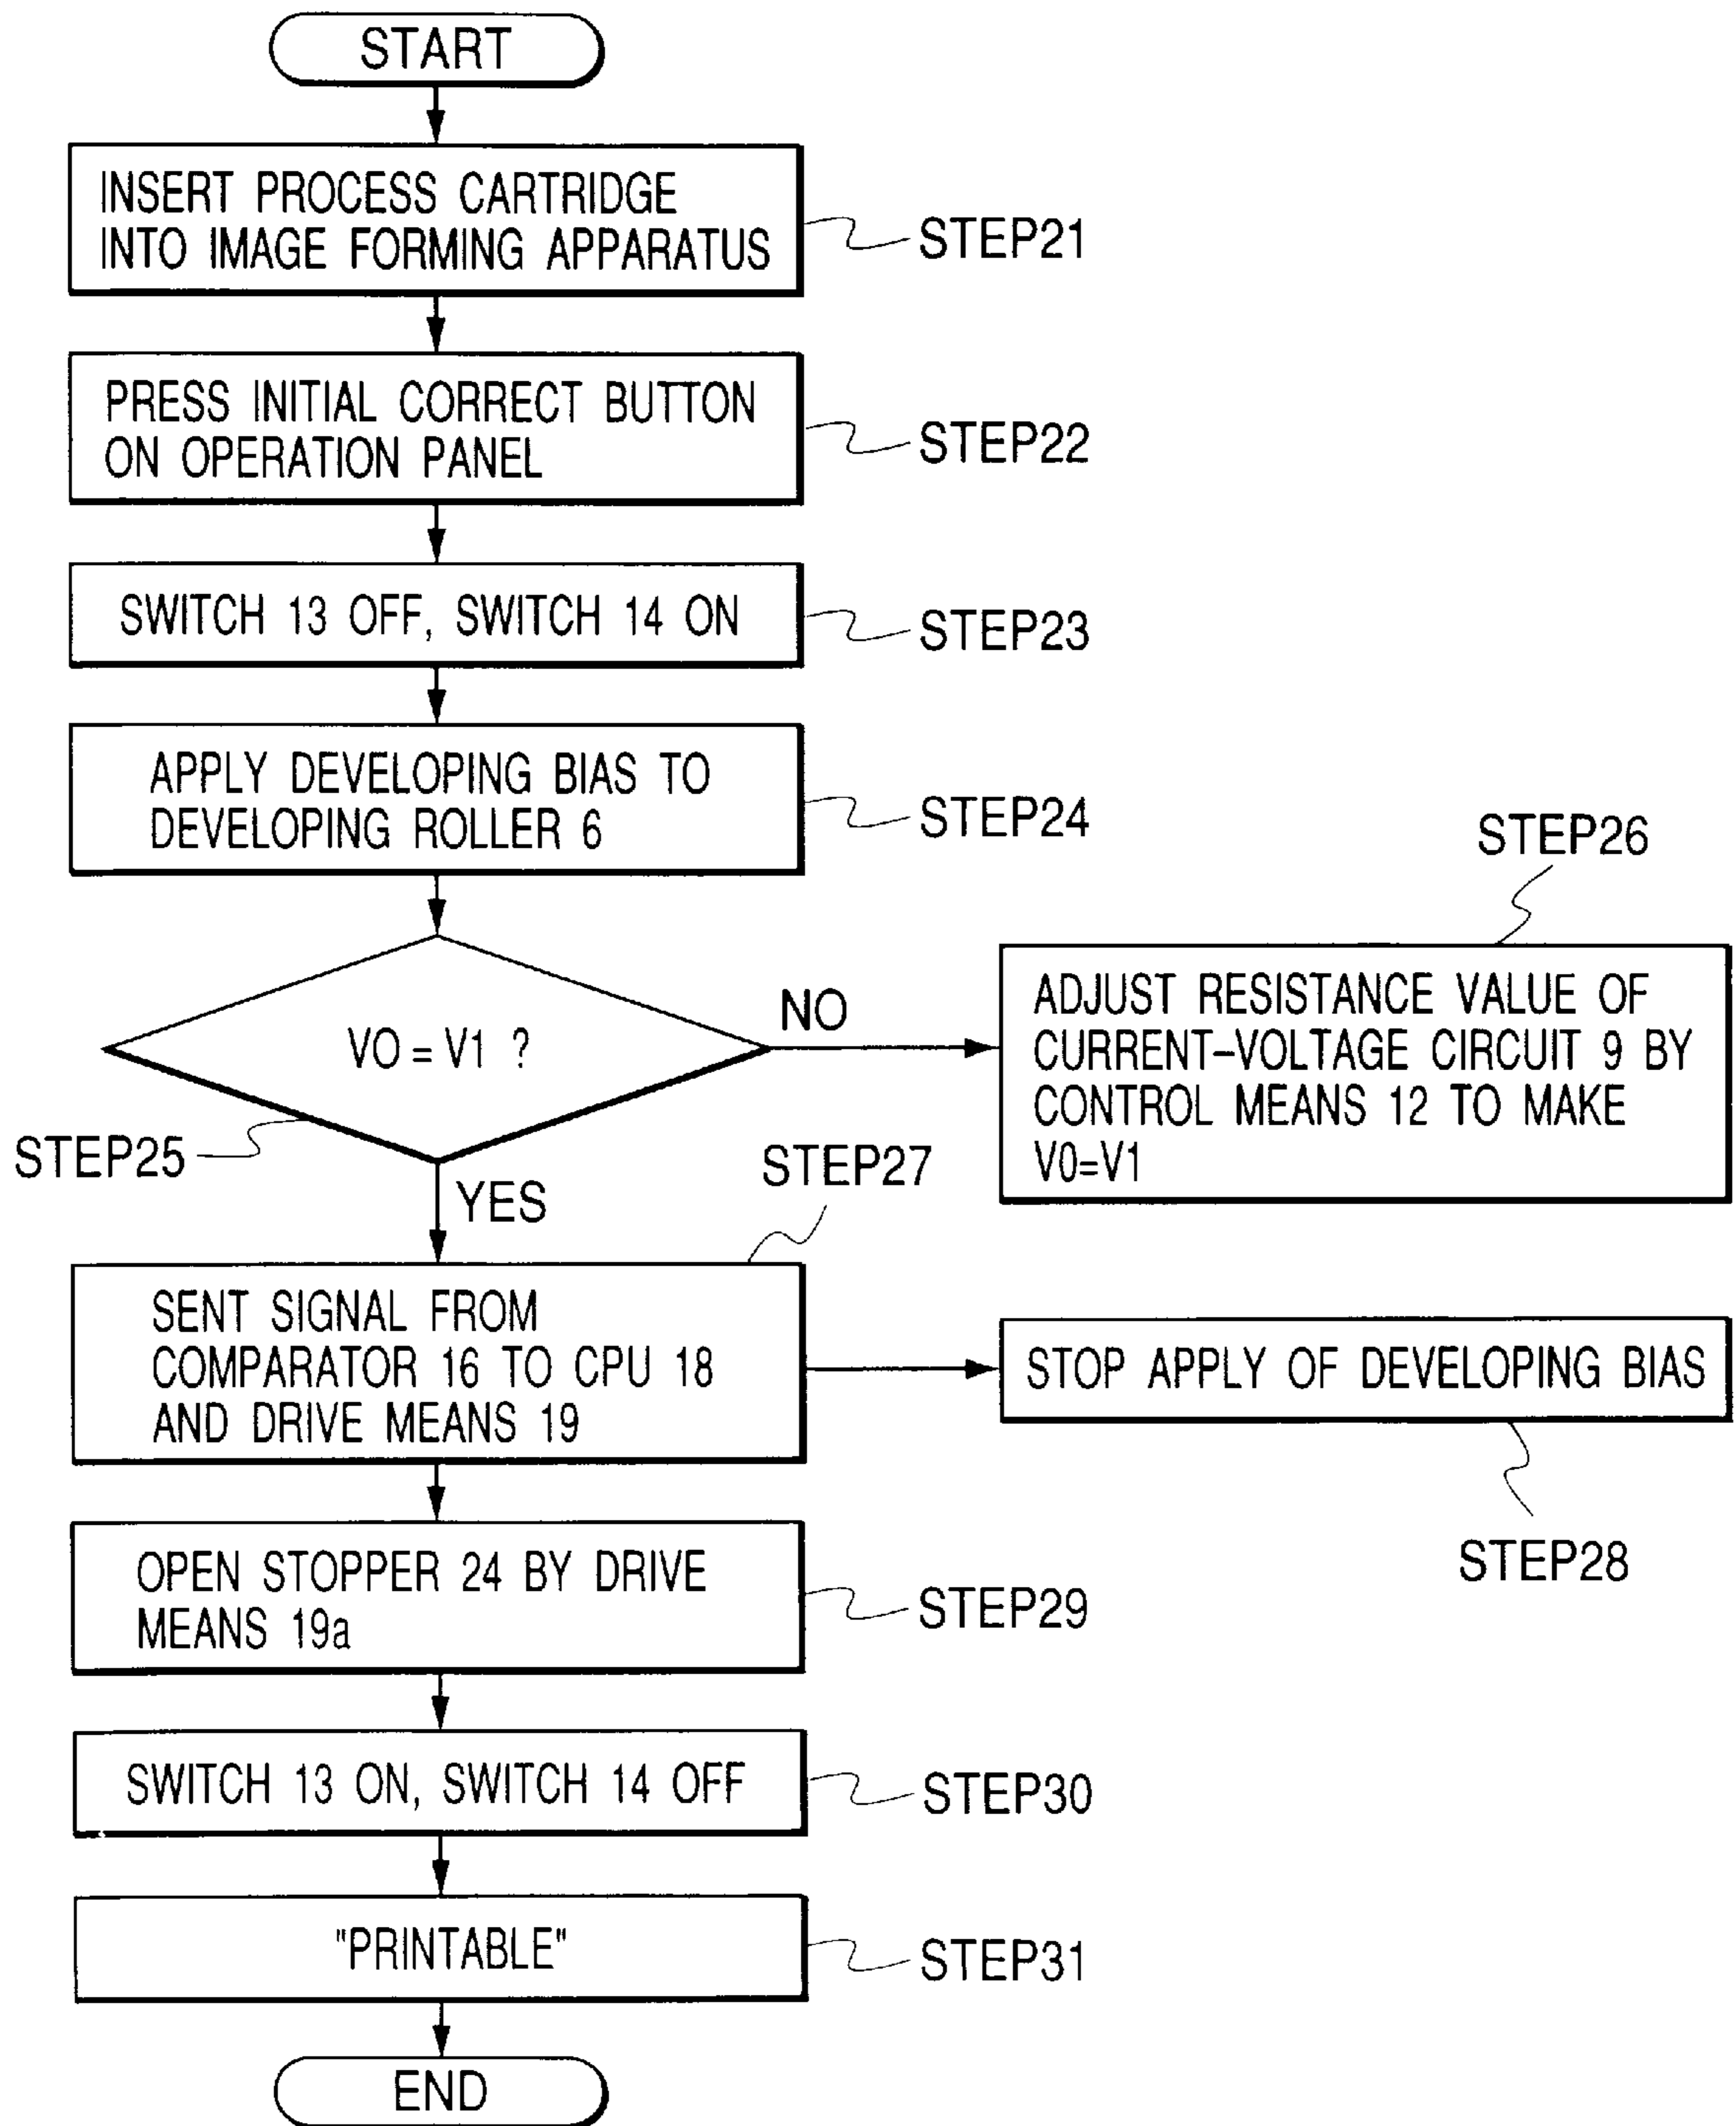 START
INSERT PROCESS CARTRIDGE
INTO IMAGE FORMING APPARATUS
STEP21
PRESS INITIAL CORRECT BUTTON
ON OPERATION PANEL
STEP22
SWITCH 13 OFF, SWITCH 14 ON
STEP23
APPLY DEVELOPING BIAS TO
DEVELOPING ROLLER 6
STEP24
VO = V1 ?
STEP25
NO
STEP26
ADJUST RESISTANCE VALUE OF
CURRENT-VOLTAGE CIRCUIT 9 BY
CONTROL MEANS 12 TO MAKE
V0=V1
YES
STEP27
SENT SIGNAL FROM
COMPARATOR 16 TO CPU 18
AND DRIVE MEANS 19
STOP APPLY OF DEVELOPING BIAS
STEP28
OPEN STOPPER 24 BY DRIVE
MEANS 19a
STEP29
SWITCH 13 ON, SWITCH 14 OFF
STEP30
"PRINTABLE"
STEP31
END